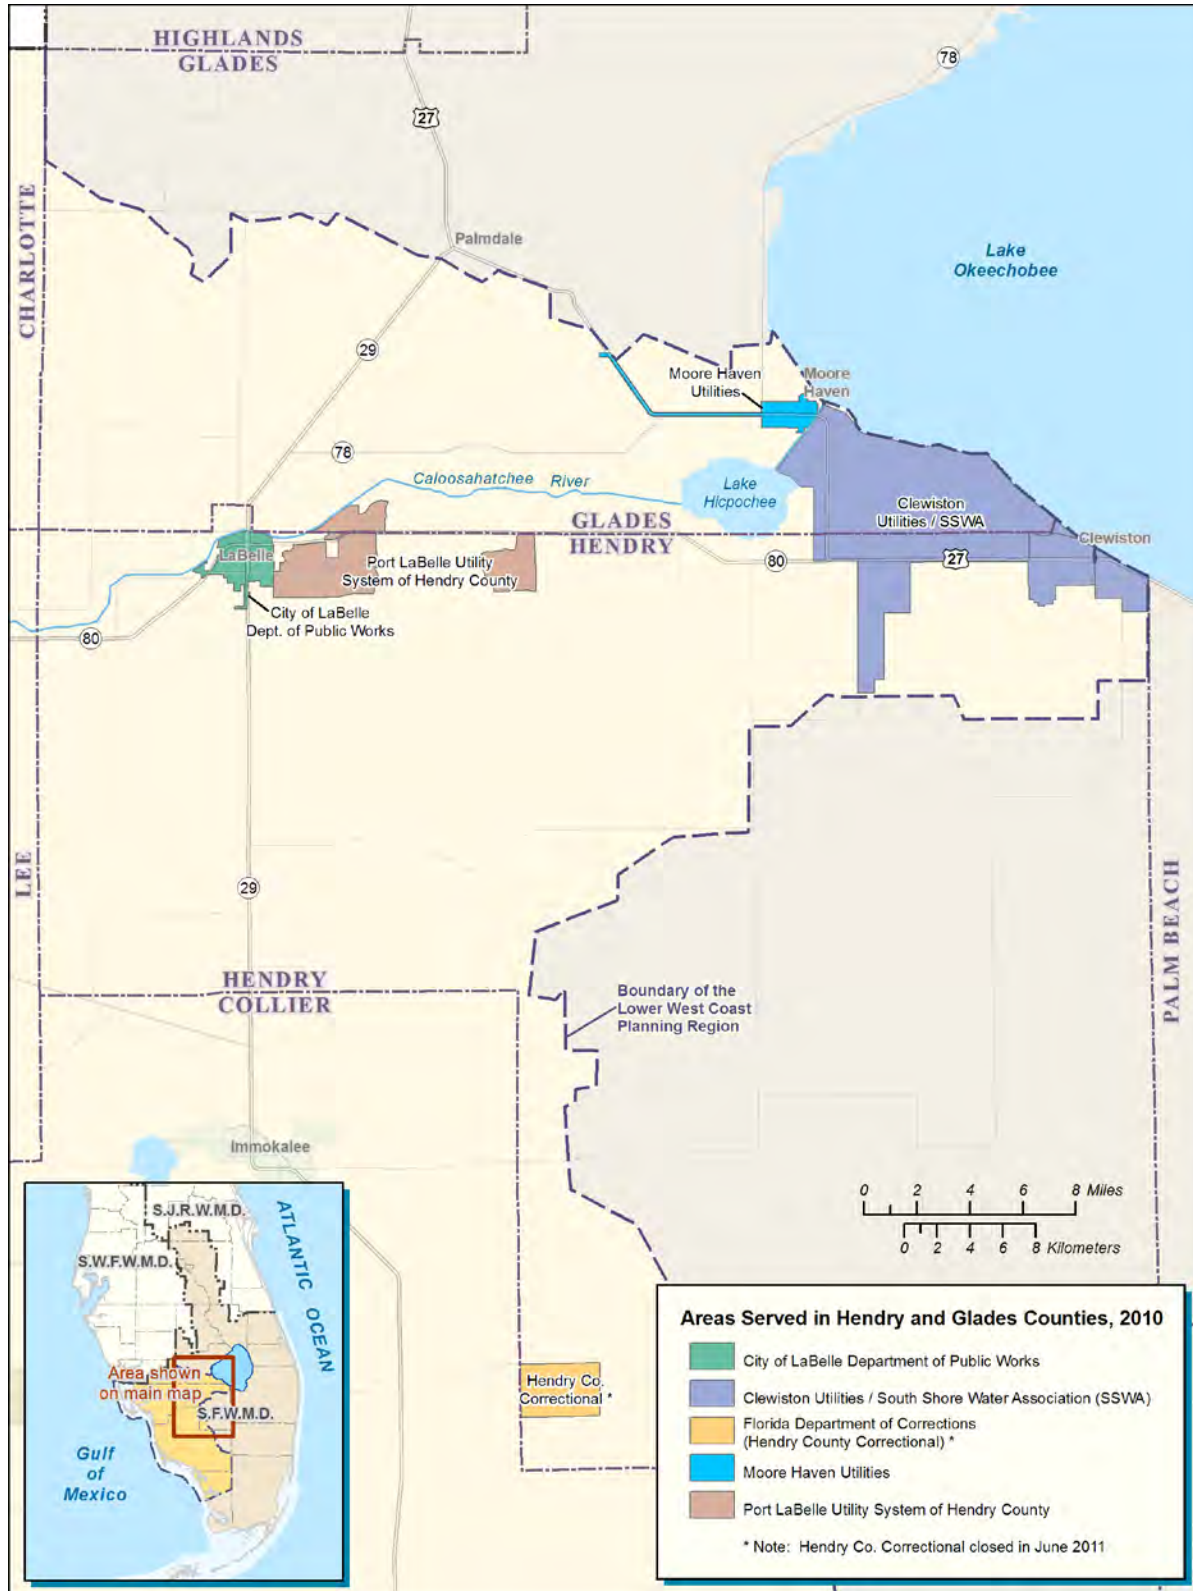 HIGHLANDS
GLADES
78
27
CHARLOTTE
Palmdale
Lake
Okeechobee
29
Moore Haven
Utilities
Moore
Haven
78
Caloosahatchee River
Lake
Hicpochee
Clewiston
Utilities / SSWA
GLADES
HENDRY
LaBelle
Port LaBelle Utility
System of Hendry County
80
27
Clewiston
City of LaBelle
Dept. of Public Works
80
LEE
29
PALM BEACH
HENDRY
COLLIER
Boundary of the
Lower West Coast
Planning Region
Immokalee
0 2 4 6 8 Miles
0 2 4 6 8 Kilometers
S.J.R.W.M.D.
S.W.F.W.M.D.
ATLANTIC OCEAN
Area shown
on main map
S.F.W.M.D.
Gulf
of
Mexico
Hendry Co.
Correctional *
Areas Served in Hendry and Glades Counties, 2010
City of LaBelle Department of Public Works
Clewiston Utilities / South Shore Water Association (SSWA)
Florida Department of Corrections
(Hendry County Correctional) *
Moore Haven Utilities
Port LaBelle Utility System of Hendry County
* Note: Hendry Co. Correctional closed in June 2011